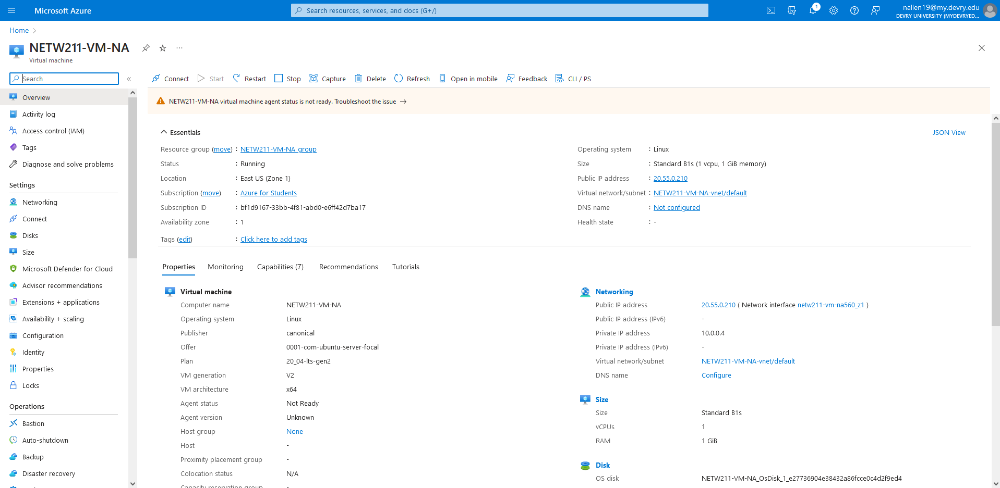 Microsoft Azure
Search resources, services, and docs (G+/)
1
nallen19@my.devry.edu
DEVRY UNIVERSITY (MYDEVRYED...
Home
NETW211-VM-NA
Virtual machine
Search
Overview
Activity log
Access control (IAM)
Tags
Diagnose and solve problems
Settings
Networking
Connect
Disks
Size
Microsoft Defender for Cloud
Advisor recommendations
Extensions + applications
Availability + scaling
Configuration
Identity
Properties
Locks
Operations
Bastion
Auto-shutdown
Backup
Disaster recovery
Connect Start Restart Stop Capture Delete Refresh Open in mobile Feedback CLI / PS
NETW211-VM-NA virtual machine agent status is not ready. Troubleshoot the issue →
Essentials
JSON View
Resource group (move) : NETW211-VM-NA_group
Status : Running
Location : East US (Zone 1)
Subscription (move) : Azure for Students
Subscription ID : bf1d9167-33bb-4f81-abd0-e6ff42d7ba17
Availability zone : 1
Operating system : Linux
Size : Standard B1s (1 vcpu, 1 GiB memory)
Public IP address : 20.55.0.210
Virtual network/subnet : NETW211-VM-NA-vnet/default
DNS name : Not configured
Health state : -
Tags (edit) : Click here to add tags
Properties Monitoring Capabilities (7) Recommendations Tutorials
Virtual machine
Computer name NETW211-VM-NA
Operating system Linux
Publisher canonical
Offer 0001-com-ubuntu-server-focal
Plan 20_04-lts-gen2
VM generation V2
VM architecture x64
Agent status Not Ready
Agent version Unknown
Host group None
Host -
Proximity placement group -
Colocation status N/A
Capacity reservation group -
Networking
Public IP address 20.55.0.210 ( Network interface netw211-vm-na560_z1 )
Public IP address (IPv6) -
Private IP address 10.0.0.4
Private IP address (IPv6) -
Virtual network/subnet NETW211-VM-NA-vnet/default
DNS name Configure
Size
Size Standard B1s
vCPUs 1
RAM 1 GiB
Disk
OS disk NETW211-VM-NA_OsDisk_1_e27736904e38432a86fcce0c4d2f9ed4